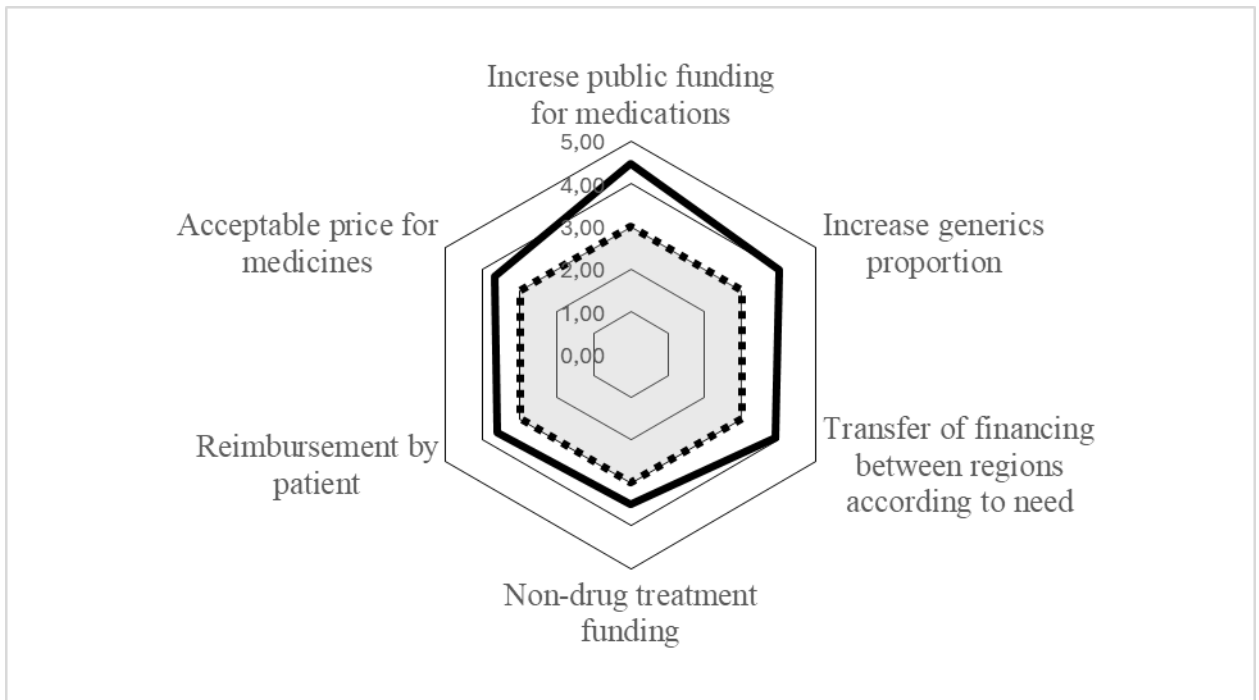 Increse public funding
for medications
5,00
4,00
3,00
2,00
1,00
0,00
Acceptable price for
medicines
Increase generics
proportion
Reimbursement by
patient
Transfer of financing
between regions
according to need
Non-drug treatment
funding